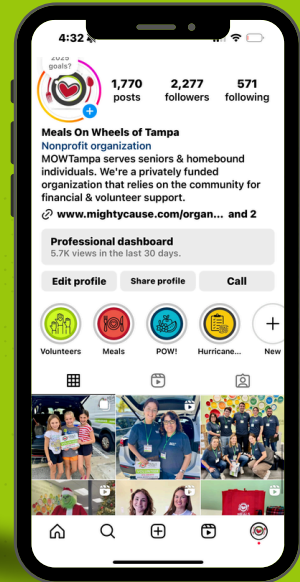 4:32
2025
goals?
1,770 2,277 571
posts followers following
Meals On Wheels of Tampa
Nonprofit organization
MOWTampa serves seniors & homebound
individuals. We're a privately funded
organization that relies on the community for
financial & volunteer support.
www.mightycause.com/organ... and 2
Professional dashboard
5.7K views in the last 30 days.
Edit profile Share profile Call
Volunteers Meals POW! Hurricane... New